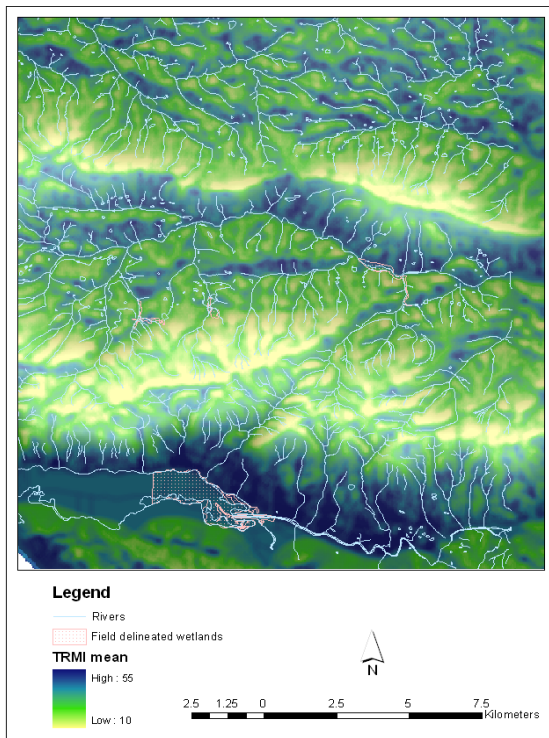 Legend
Rivers
Field delineated wetlands
TRMI mean
High : 55
Low : 10
N
2.5 1.25 0 2.5 5 7.5
Kilometers